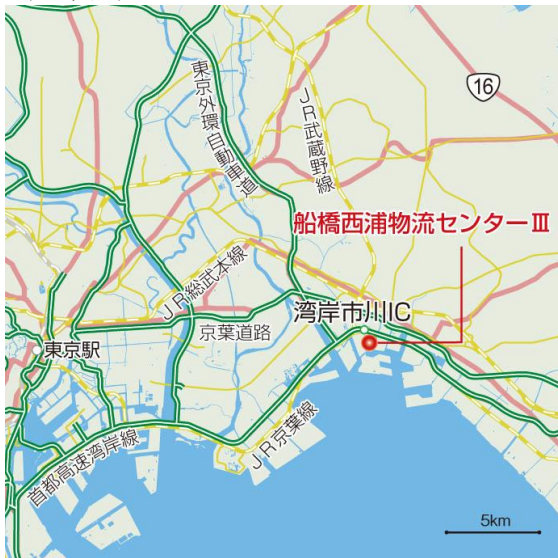 16
東京外環自動車道
JR武蔵野線
船橋西浦物流センターⅢ
JR総武本線
湾岸市川IC
京葉道路
東京駅
JR京葉線
首都高速湾岸線
5km